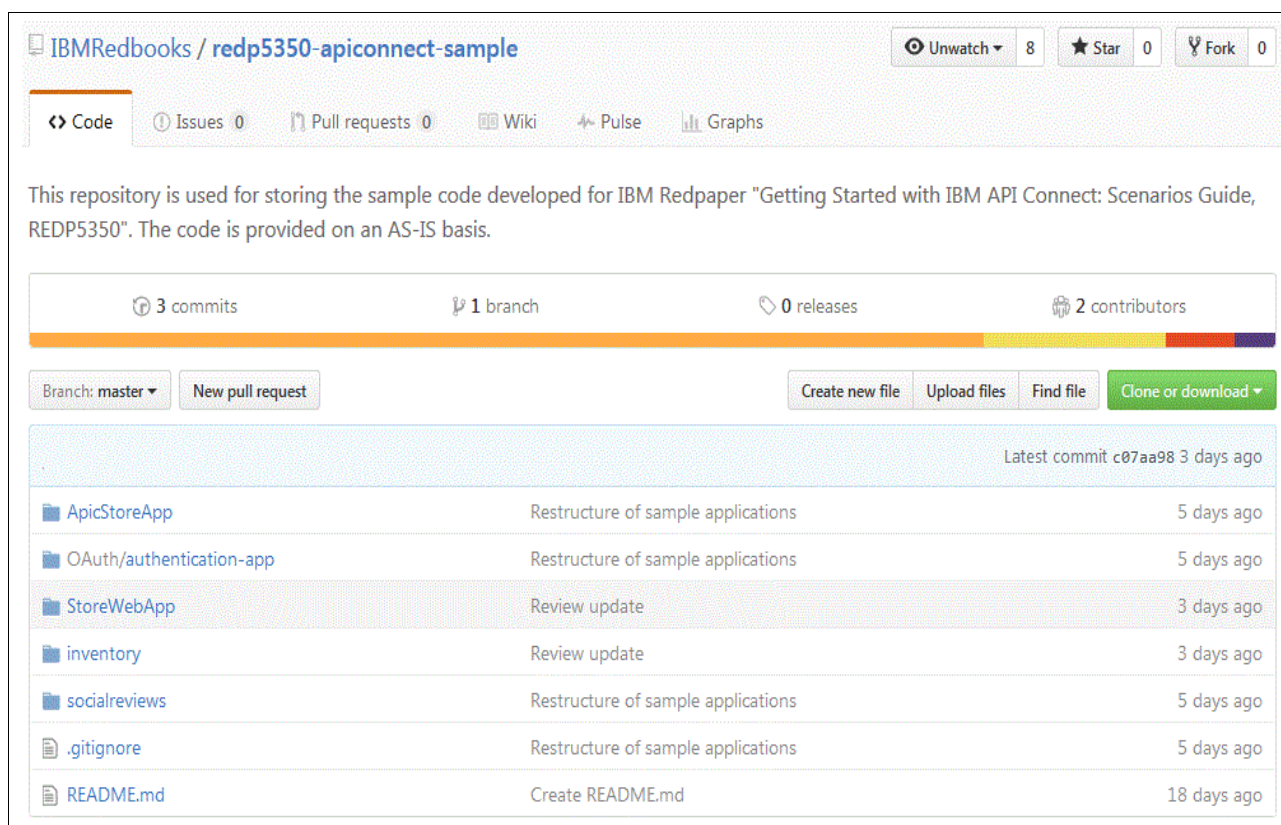 IBMRedbooks / redp5350-apiconnect-sample
Unwatch 8 Star 0 Fork 0
Code Issues 0 Pull requests 0 Wiki Pulse Graphs
This repository is used for storing the sample code developed for IBM Redpaper "Getting Started with IBM API Connect: Scenarios Guide,
REDP5350". The code is provided on an AS-IS basis.
3 commits 1 branch 0 releases 2 contributors
Branch: master New pull request Create new file Upload files Find file Clone or download
Latest commit c07aa98 3 days ago
ApicStoreApp Restructure of sample applications 5 days ago
OAuth/authentication-app Restructure of sample applications 5 days ago
StoreWebApp Review update 3 days ago
inventory Review update 3 days ago
socialreviews Restructure of sample applications 5 days ago
.gitignore Restructure of sample applications 5 days ago
README.md Create README.md 18 days ago